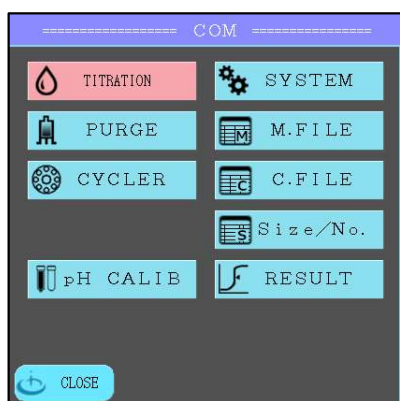 ================== COM ================
TITRATION SYSTEM
PURGE M.FILE
CYCLER C.FILE
Size/No.
pH CALIB RESULT
CLOSE